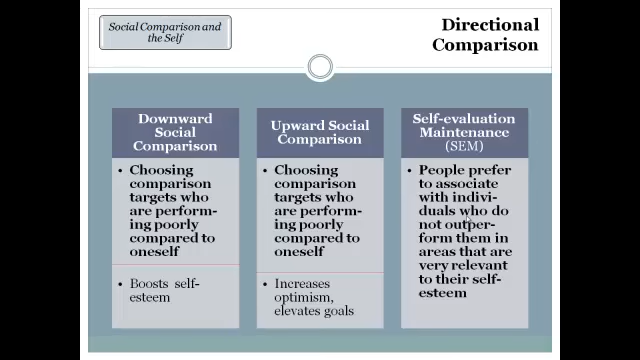 Social Comparison and
the Self
Directional
Comparison
Downward
Social
Comparison
• Choosing
comparison
targets who
are perform-
ing poorly
compared to
oneself
• Boosts self-
esteem
Upward Social
Comparison
• Choosing
comparison
targets who
are perform-
ing poorly
compared to
oneself
• Increases
optimism,
elevates goals
Self-evaluation
Maintenance
(SEM)
• People prefer
to associate
with indivi-
duals who do
not outper-
form them in
areas that are
very relevant
to their self-
esteem